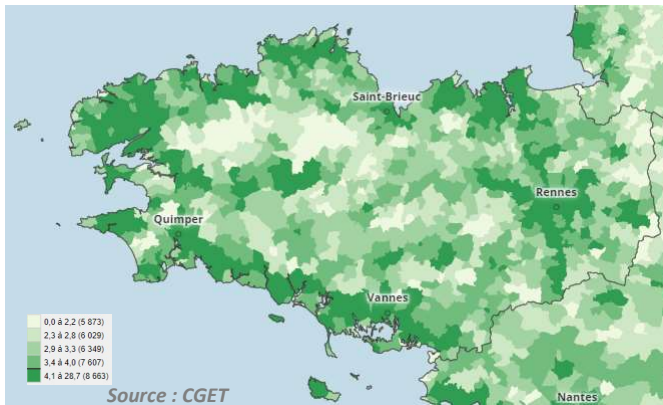 Saint-Brieuc
Rennes
Quimper
Vannes
0,0 à 2,2 (5 873)
2,3 à 2,8 (6 029)
2,9 à 3,3 (6 349)
3,4 à 4,0 (7 607)
4,1 à 28,7 (8 663)
Source : CGET
Nantes